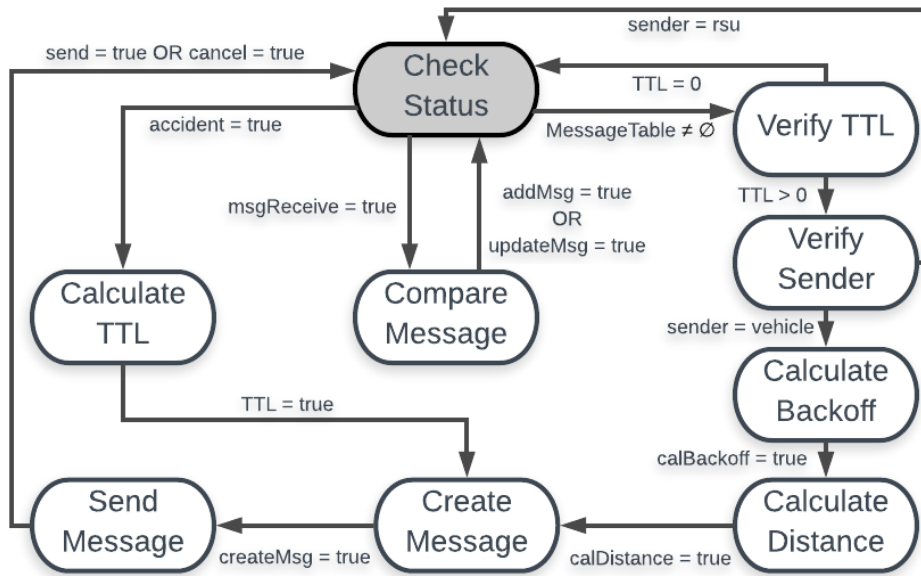 sender = rsu
send = true OR cancel = true
Check
Status
TTL = 0
accident = true
MessageTable ≠ ∅
Verify TTL
msgReceive = true
addMsg = true
OR
updateMsg = true
TTL > 0
Verify
Sender
Calculate
TTL
Compare
Message
sender = vehicle
Calculate
Backoff
TTL = true
calBackoff = true
Send
Message
Create
Message
Calculate
Distance
createMsg = true
calDistance = true